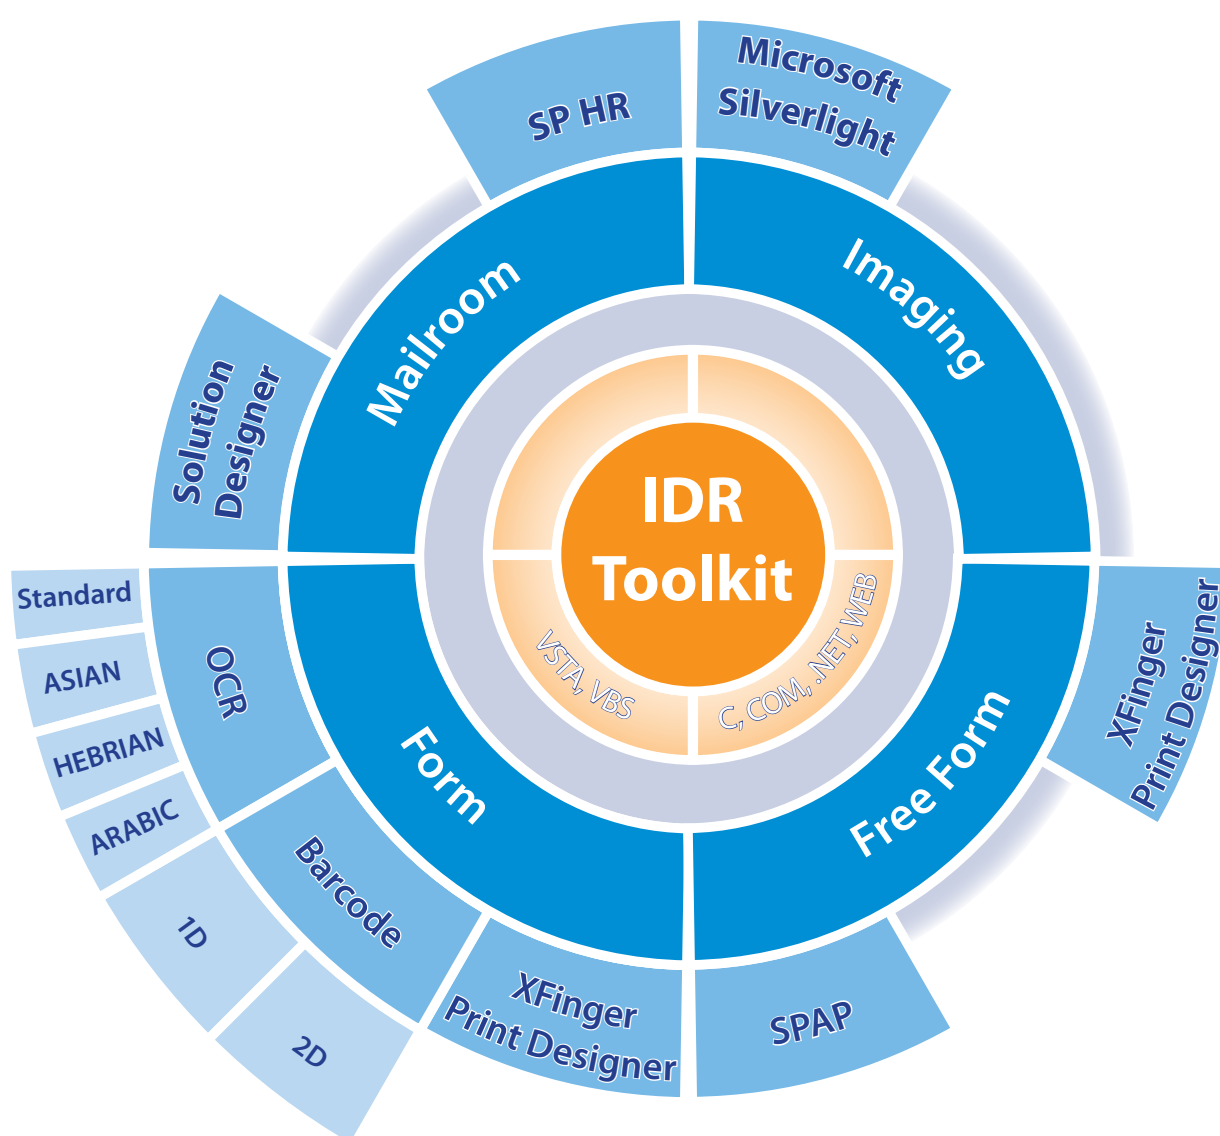 SP HR
Microsoft
Silverlight
Mailroom
Imaging
Solution
Designer
IDR
Toolkit
VSTA, VBS
C, COM, .NET, WEB
Standard
ASIAN
HEBRIAN
ARABIC
OCR
Form
Free Form
XFinger
Print Designer
Barcode
1D
2D
XFinger
Print Designer
SPAP